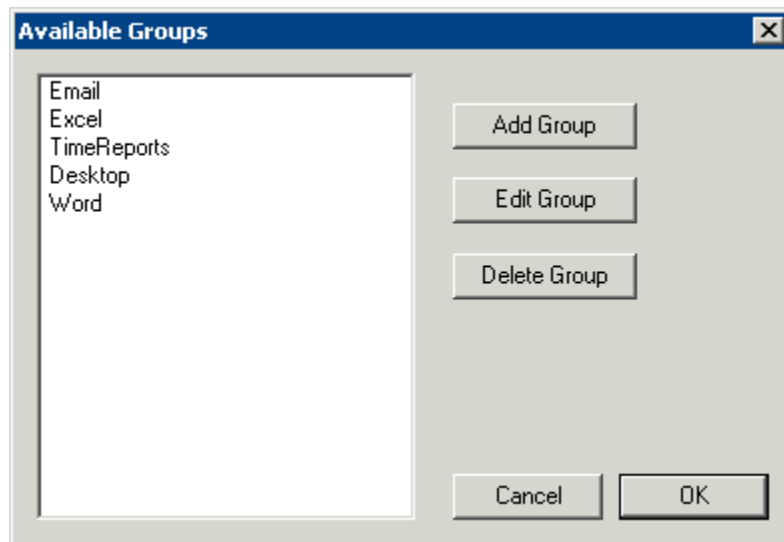 Available Groups
Email
Excel
TimeReports
Desktop
Word
Add Group
Edit Group
Delete Group
Cancel
OK